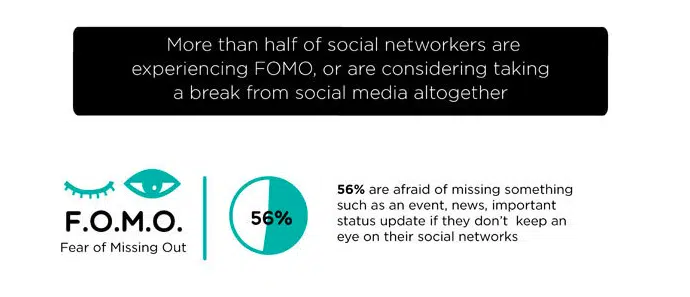 More than half of social networkers are
experiencing FOMO, or are considering taking
a break from social media altogether
F.O.M.O.
Fear of Missing Out
56%
56% are afraid of missing something
such as an event, news, important
status update if they don't keep an
eye on their social networks